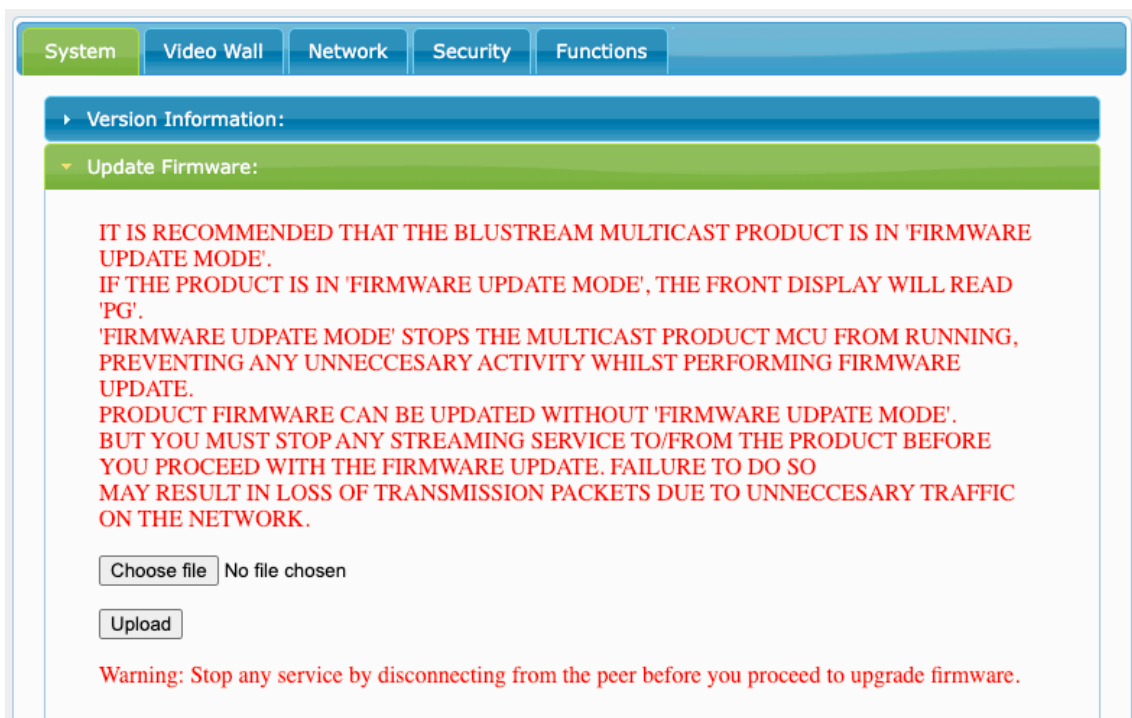 System
Video Wall
Network
Security
Functions
Version Information:
Update Firmware:
IT IS RECOMMENDED THAT THE BLUSTREAM MULTICAST PRODUCT IS IN 'FIRMWARE
UPDATE MODE'.
IF THE PRODUCT IS IN 'FIRMWARE UPDATE MODE', THE FRONT DISPLAY WILL READ
'PG'.
'FIRMWARE UDPATE MODE' STOPS THE MULTICAST PRODUCT MCU FROM RUNNING,
PREVENTING ANY UNNECCESARY ACTIVITY WHILST PERFORMING FIRMWARE
UPDATE.
PRODUCT FIRMWARE CAN BE UPDATED WITHOUT 'FIRMWARE UDPATE MODE'.
BUT YOU MUST STOP ANY STREAMING SERVICE TO/FROM THE PRODUCT BEFORE
YOU PROCEED WITH THE FIRMWARE UPDATE. FAILURE TO DO SO
MAY RESULT IN LOSS OF TRANSMISSION PACKETS DUE TO UNNECCESARY TRAFFIC
ON THE NETWORK.
Choose file No file chosen
Upload
Warning: Stop any service by disconnecting from the peer before you proceed to upgrade firmware.